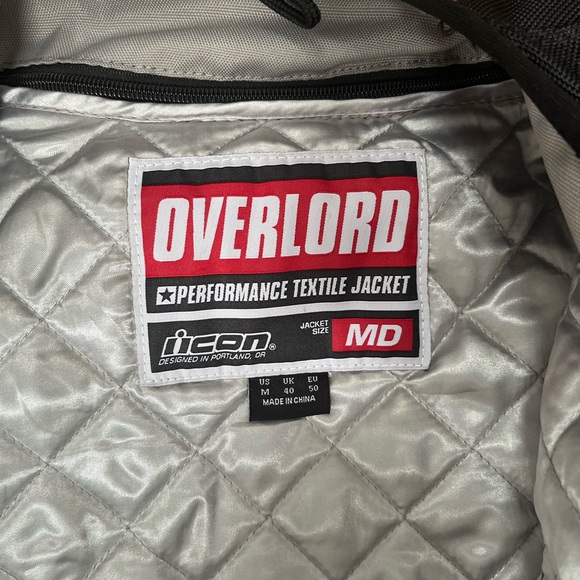 OVERLORD
★PERFORMANCE TEXTILE JACKET
icon®
DESIGNED IN PORTLAND, OR
JACKET
SIZE
MD
US UK EU
M 40 50
MADE IN CHINA